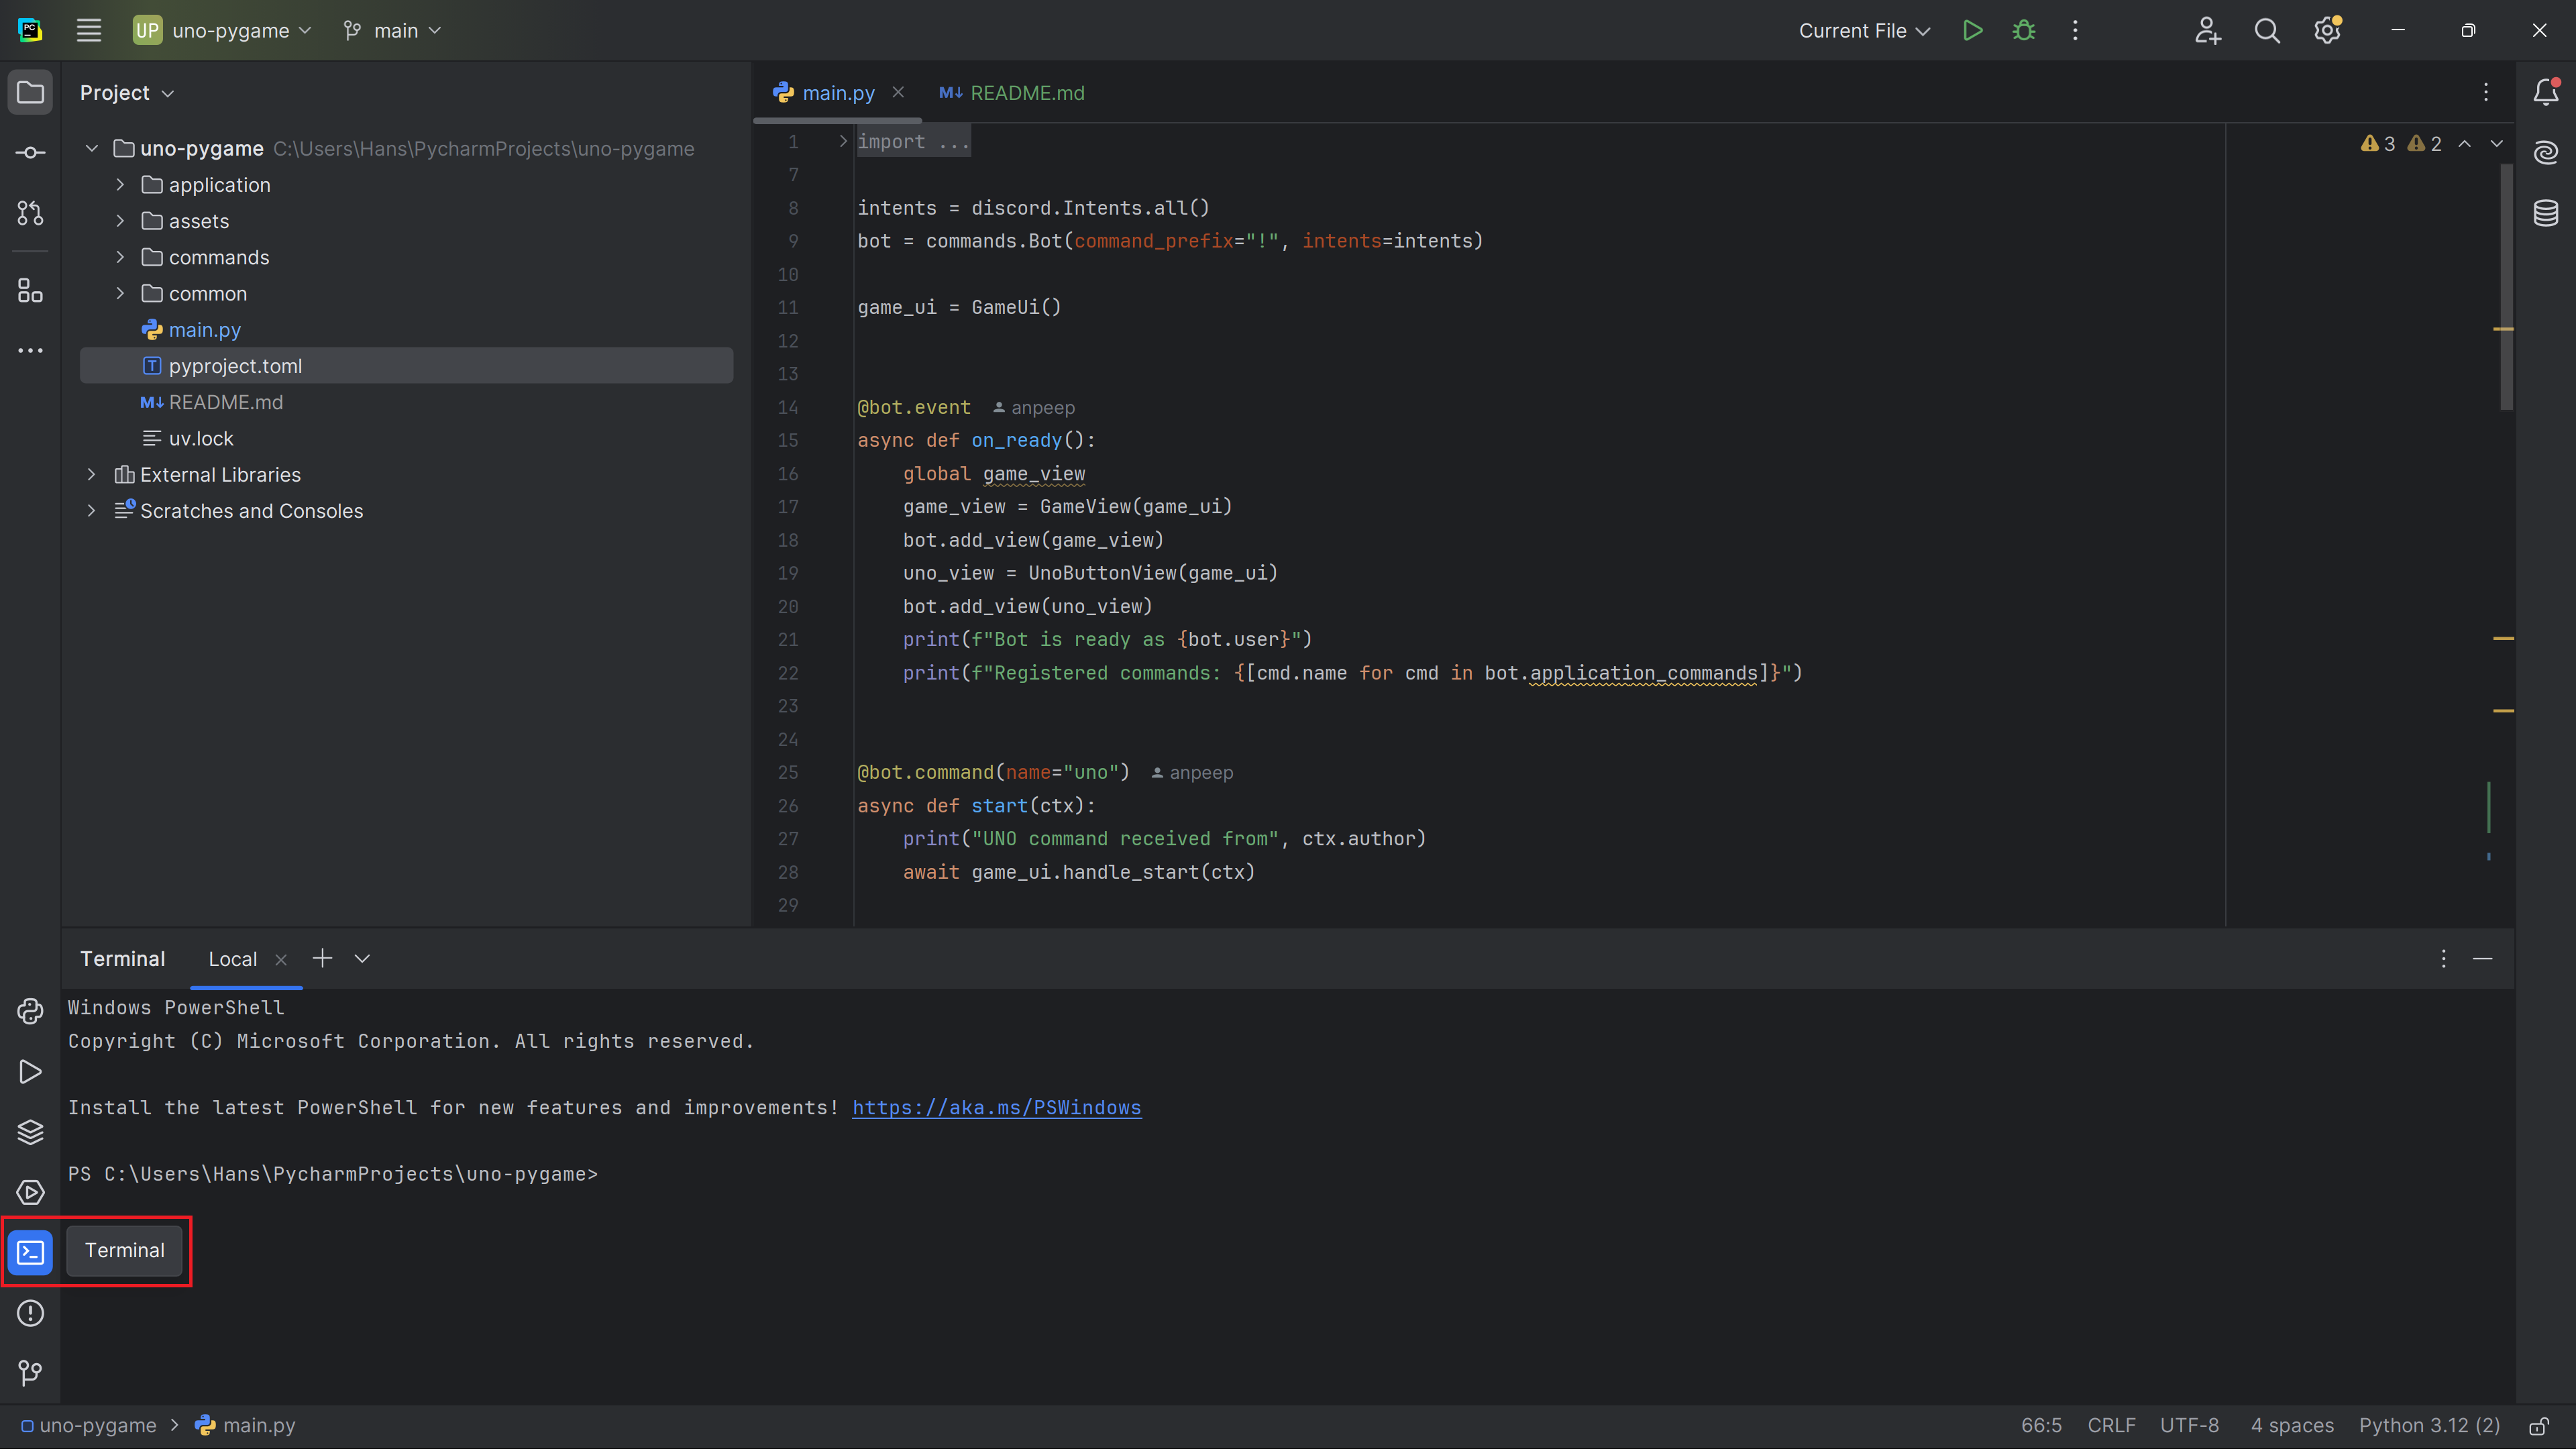 PC UP uno-pygame main Current File
Project
main.py
M↓ README.md
uno-pygame C:\Users\Hans\PycharmProjects\uno-pygame
application
assets
commands
common
main.py
T pyproject.toml
M↓ README.md
uv.lock
External Libraries
Scratches and Consoles
3 2
1 import ...
7
8 intents = discord.Intents.all()
9 bot = commands.Bot(command_prefix="!", intents=intents)
10
11 game_ui = GameUi()
12
13
14 @bot.event anpeep
15 async def on_ready():
16 global game_view
17 game_view = GameView(game_ui)
18 bot.add_view(game_view)
19 uno_view = UnoButtonView(game_ui)
20 bot.add_view(uno_view)
21 print(f"Bot is ready as {bot.user}")
22 print(f"Registered commands: {[cmd.name for cmd in bot.application_commands]}")
23
24
25 @bot.command(name="uno") anpeep
26 async def start(ctx):
27 print("UNO command received from", ctx.author)
28 await game_ui.handle_start(ctx)
29
Terminal Local
Windows PowerShell
Copyright (C) Microsoft Corporation. All rights reserved.
Install the latest PowerShell for new features and improvements! https://aka.ms/PSWindows
PS C:\Users\Hans\PycharmProjects\uno-pygame>
Terminal
uno-pygame > main.py 66:5 CRLF UTF-8 4 spaces Python 3.12 (2)